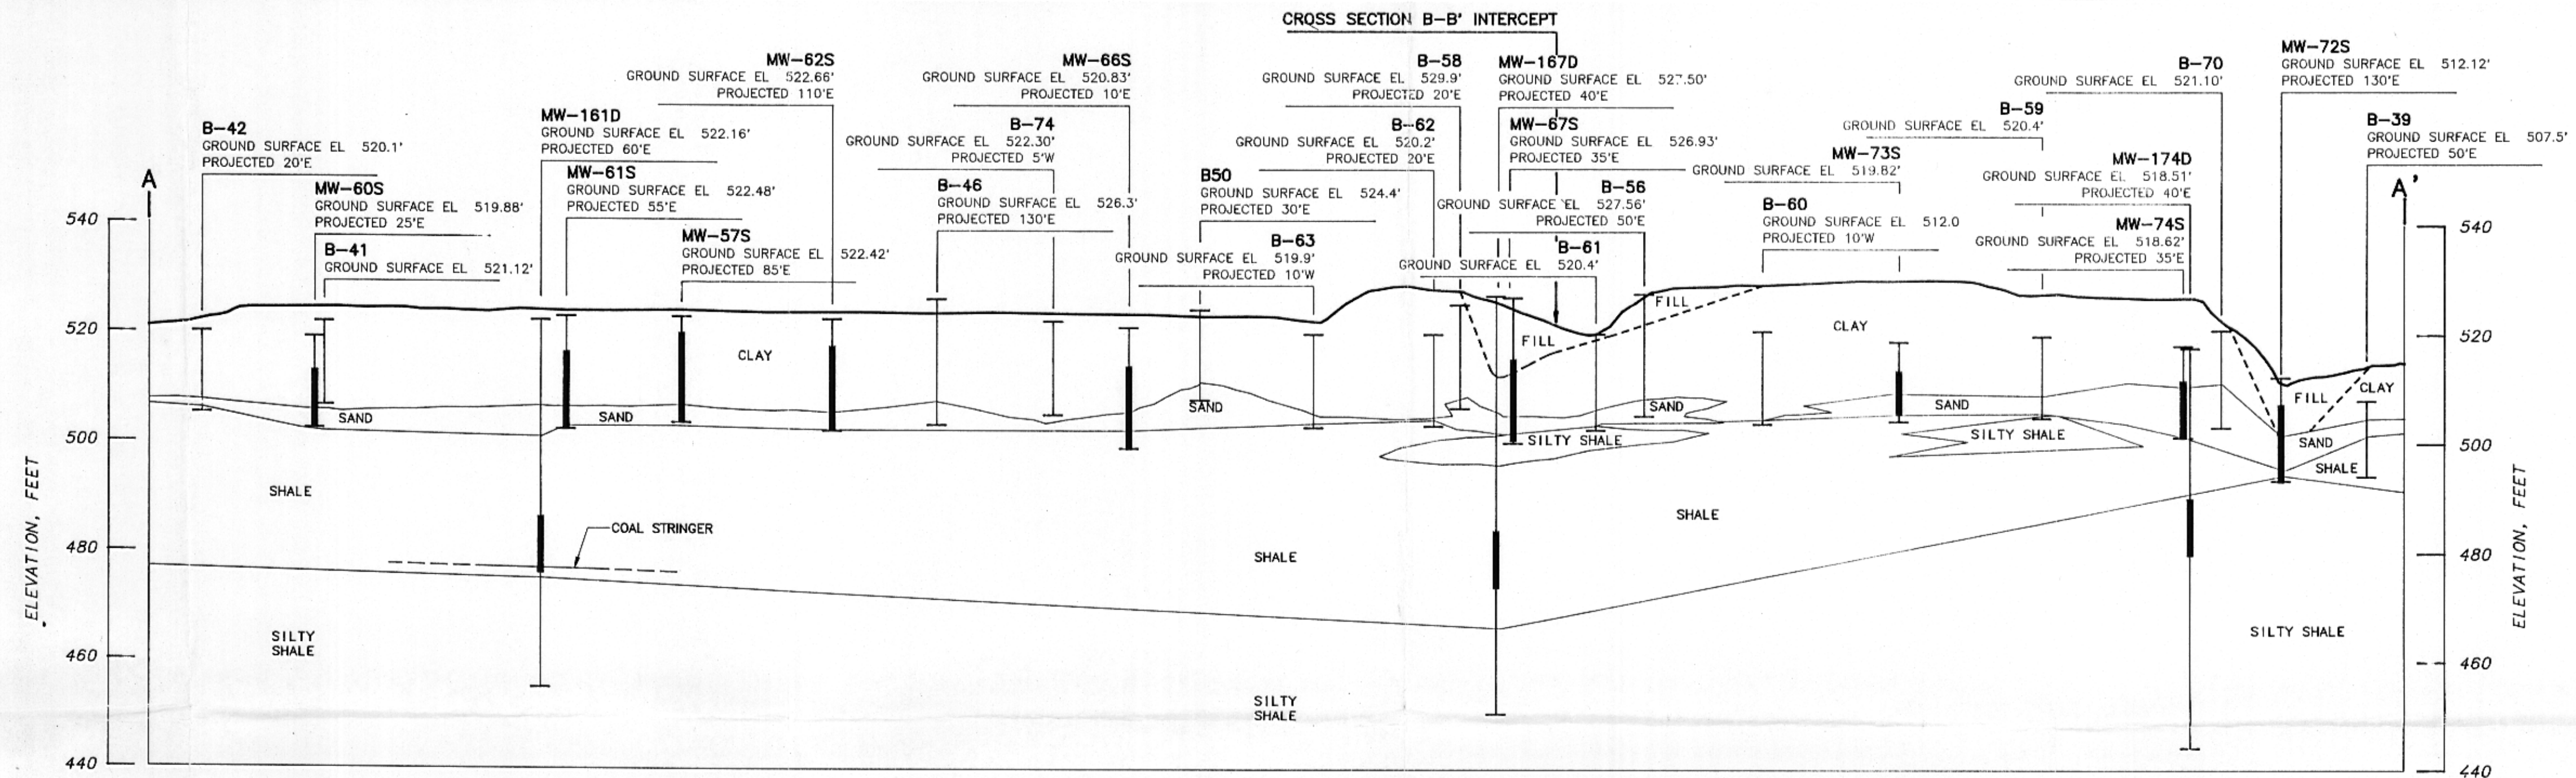 CROSS SECTION B-B' INTERCEPT
B-42
GROUND SURFACE EL 520.1'
PROJECTED 20'E
MW-60S
GROUND SURFACE EL 519.88'
PROJECTED 25'E
B-41
GROUND SURFACE EL 521.12'
MW-161D
GROUND SURFACE EL 522.16'
PROJECTED 60'E
MW-61S
GROUND SURFACE EL 522.48'
PROJECTED 55'E
MW-57S
GROUND SURFACE EL 522.42'
PROJECTED 85'E
MW-62S
GROUND SURFACE EL 522.66'
PROJECTED 110'E
B-74
GROUND SURFACE EL 522.30'
PROJECTED 5'W
B-46
GROUND SURFACE EL 526.3'
PROJECTED 130'E
MW-66S
GROUND SURFACE EL 520.83'
PROJECTED 10'E
B50
GROUND SURFACE EL 524.4'
PROJECTED 30'E
B-63
GROUND SURFACE EL 519.9'
PROJECTED 10'W
B-58
GROUND SURFACE EL 529.9'
PROJECTED 20'E
B-62
GROUND SURFACE EL 520.2'
PROJECTED 20'E
MW-167D
GROUND SURFACE EL 527.50'
PROJECTED 40'E
MW-67S
GROUND SURFACE EL 526.93'
PROJECTED 35'E
B-56
GROUND SURFACE EL 527.56'
PROJECTED 50'E
B-61
GROUND SURFACE EL 520.4'
B-59
GROUND SURFACE EL 520.4'
MW-73S
GROUND SURFACE EL 519.82'
B-60
GROUND SURFACE EL 512.0
PROJECTED 10'W
B-70
GROUND SURFACE EL 521.10'
MW-174D
GROUND SURFACE EL 518.51'
PROJECTED 40'E
MW-74S
GROUND SURFACE EL 518.62'
PROJECTED 35'E
MW-72S
GROUND SURFACE EL 512.12'
PROJECTED 130'E
B-39
GROUND SURFACE EL 507.5'
PROJECTED 50'E
A
A'
540
520
500
480
460
440
ELEVATION, FEET
CLAY
SAND
SAND
SHALE
COAL STRINGER
SILTY
SHALE
SAND
SHALE
SILTY
SHALE
FILL
FILL
CLAY
SAND
SILTY SHALE
SHALE
SAND
SILTY SHALE
FILL
CLAY
SAND
SHALE
SILTY SHALE
540
520
500
480
460
440
ELEVATION, FEET